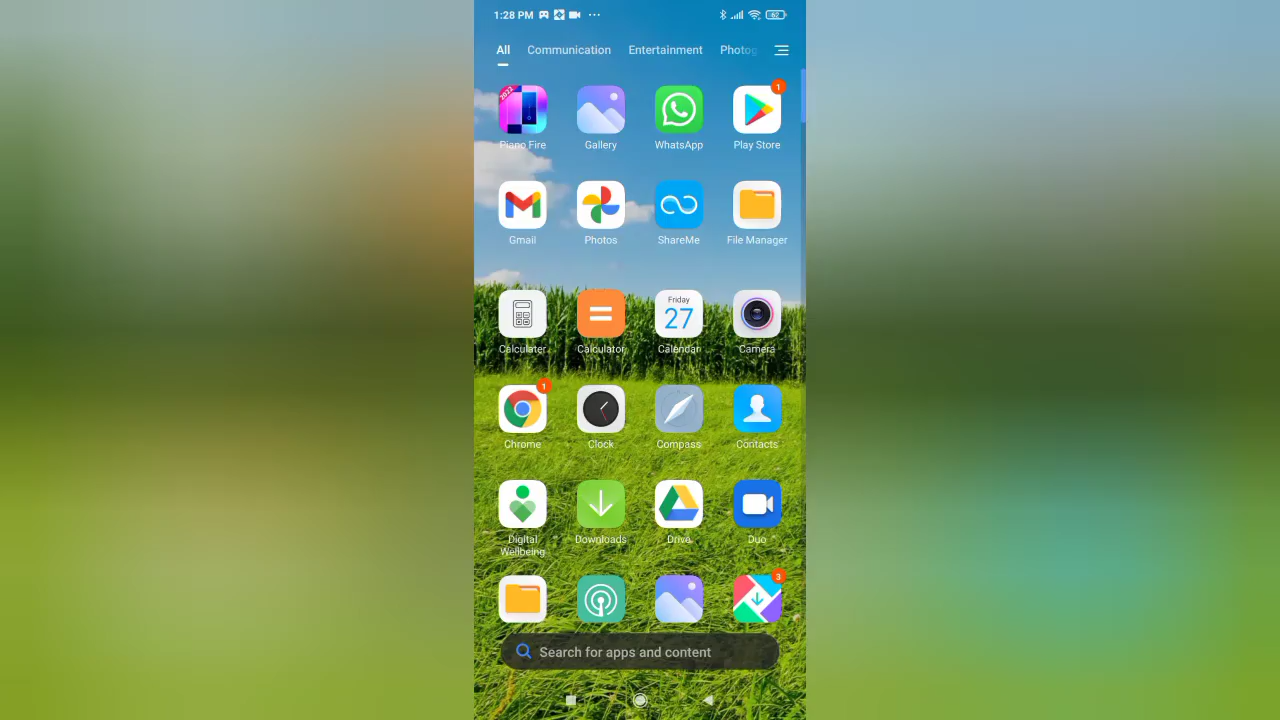 1:28 PM
62
All Communication Entertainment Photog
2022
1
Piano Fire Gallery WhatsApp Play Store
Gmail Photos ShareMe File Manager
Friday
27
Calculater Calculator Calendar Camera
1
Chrome Clock Compass Contacts
Digital Wellbeing Downloads Drive Duo
3
Search for apps and content